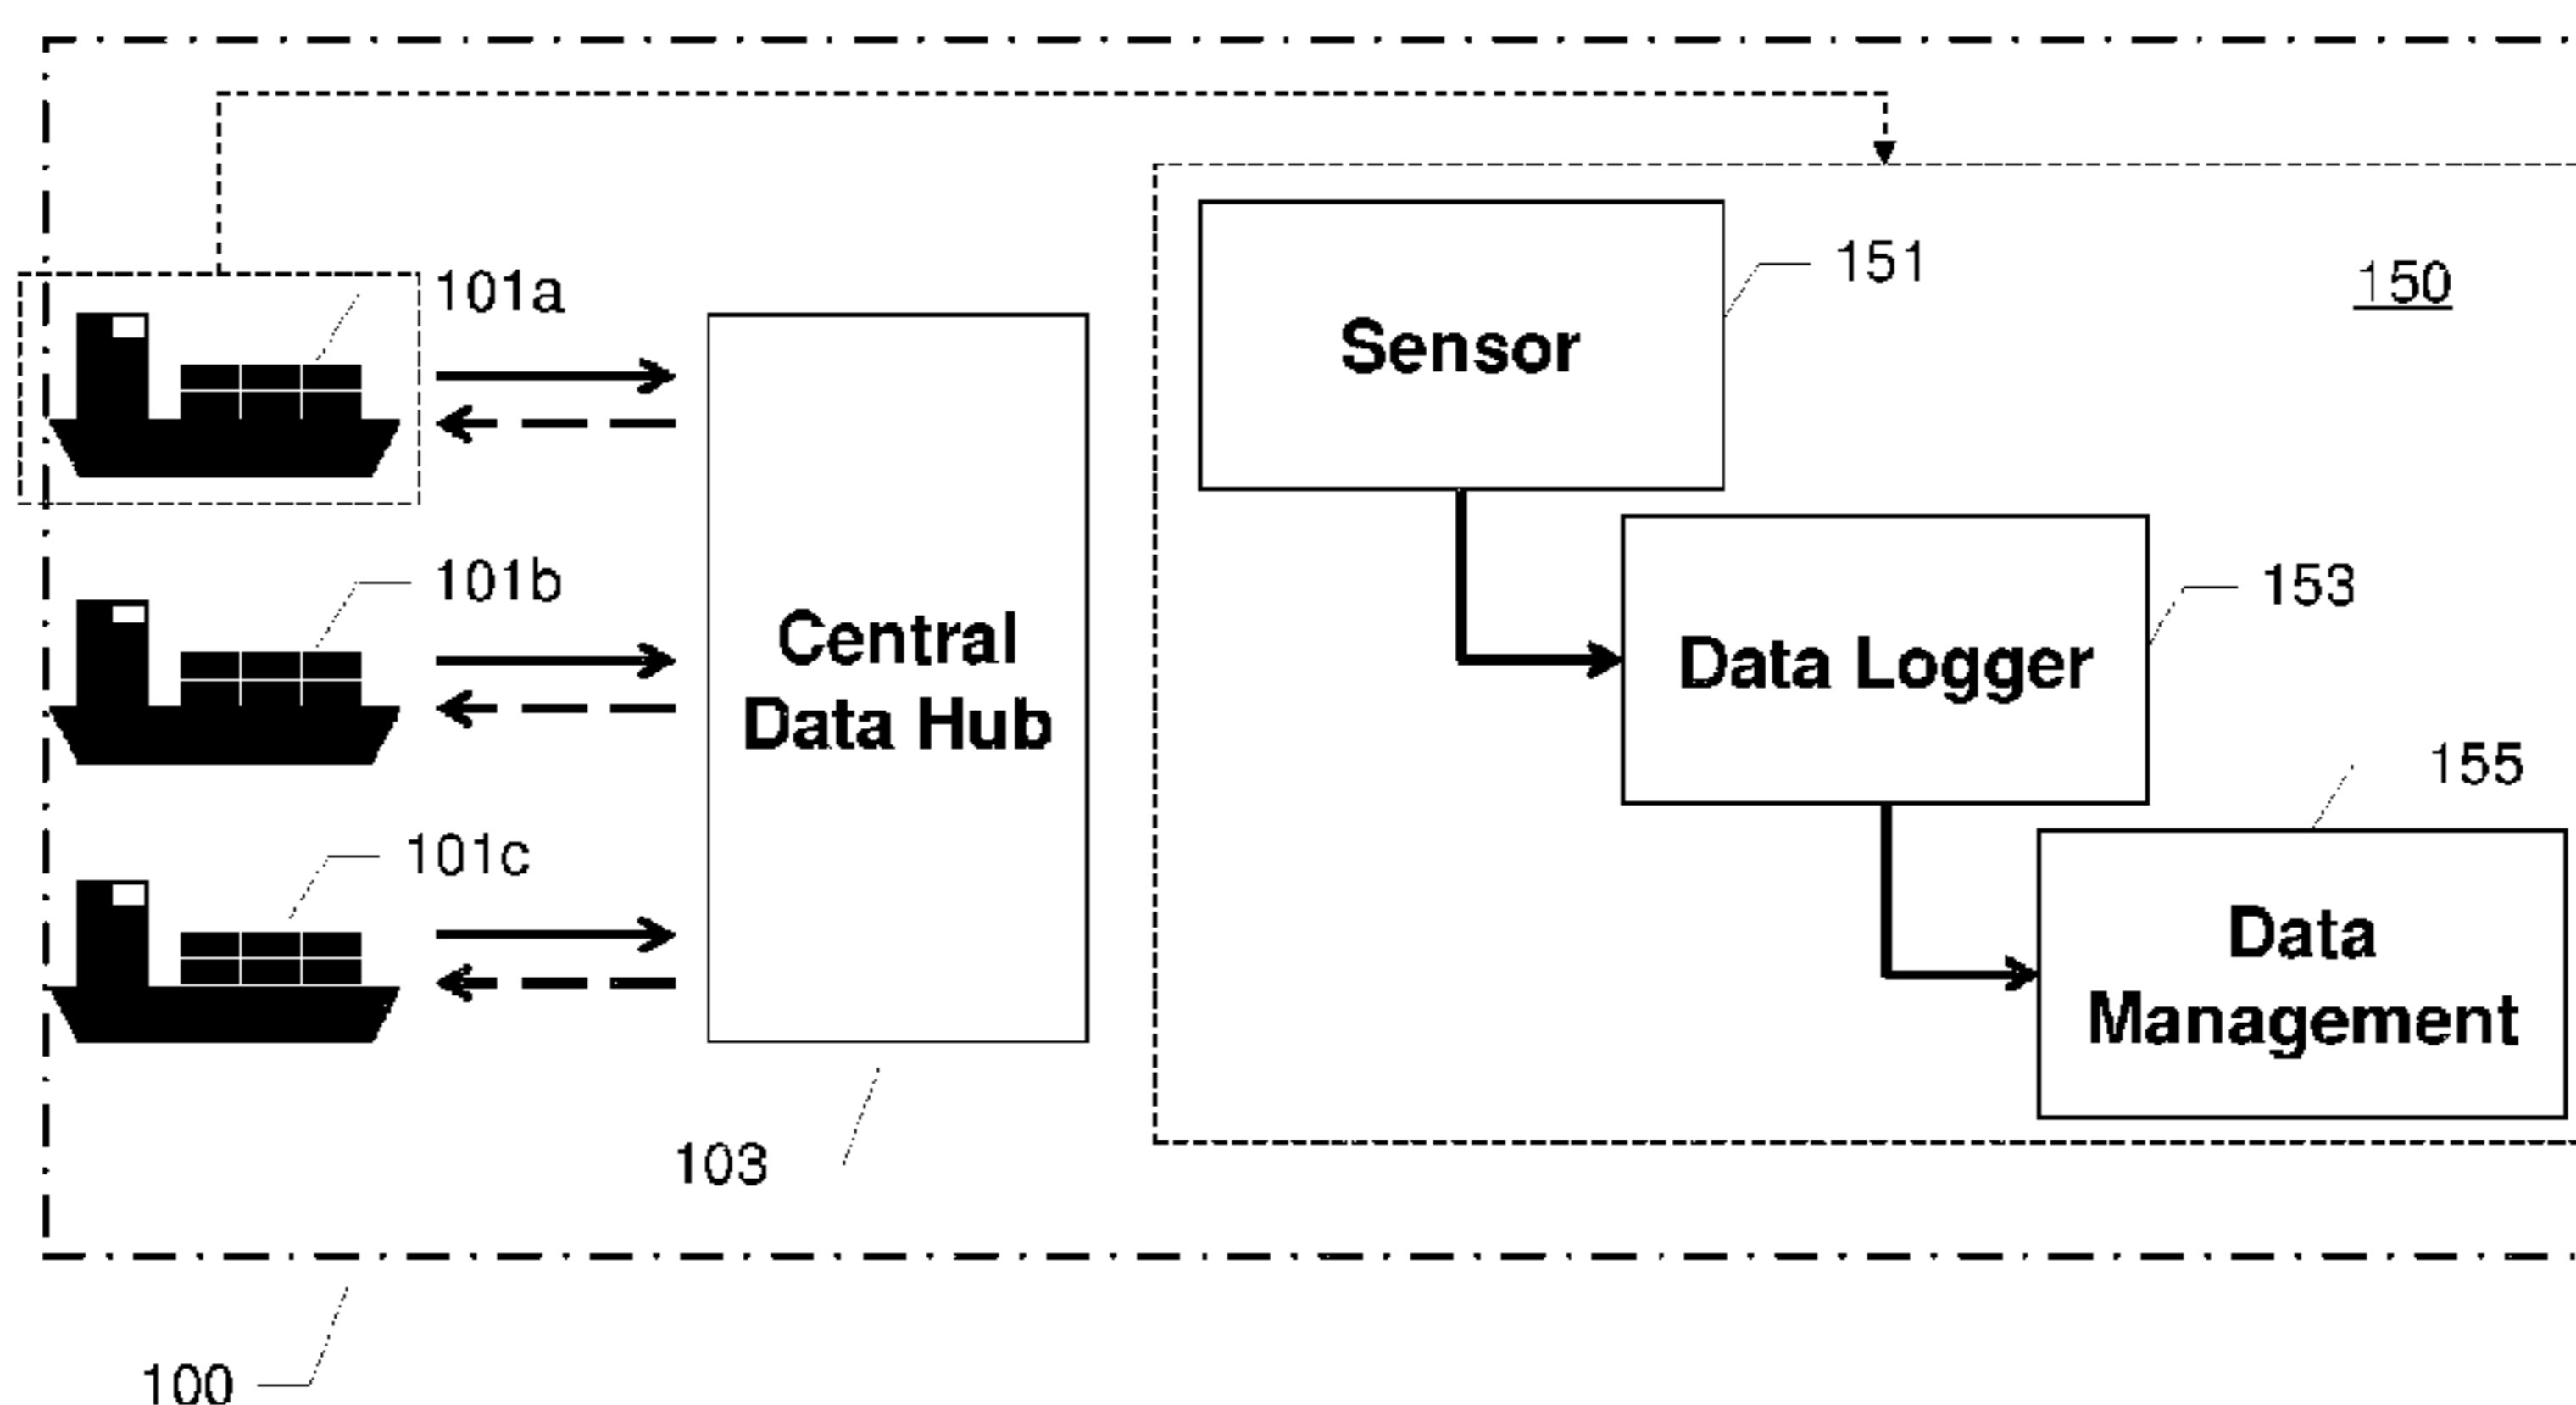 101a
151
150
Sensor
101b
153
Central
Data Hub
Data Logger
155
101c
Data
Management
103
100